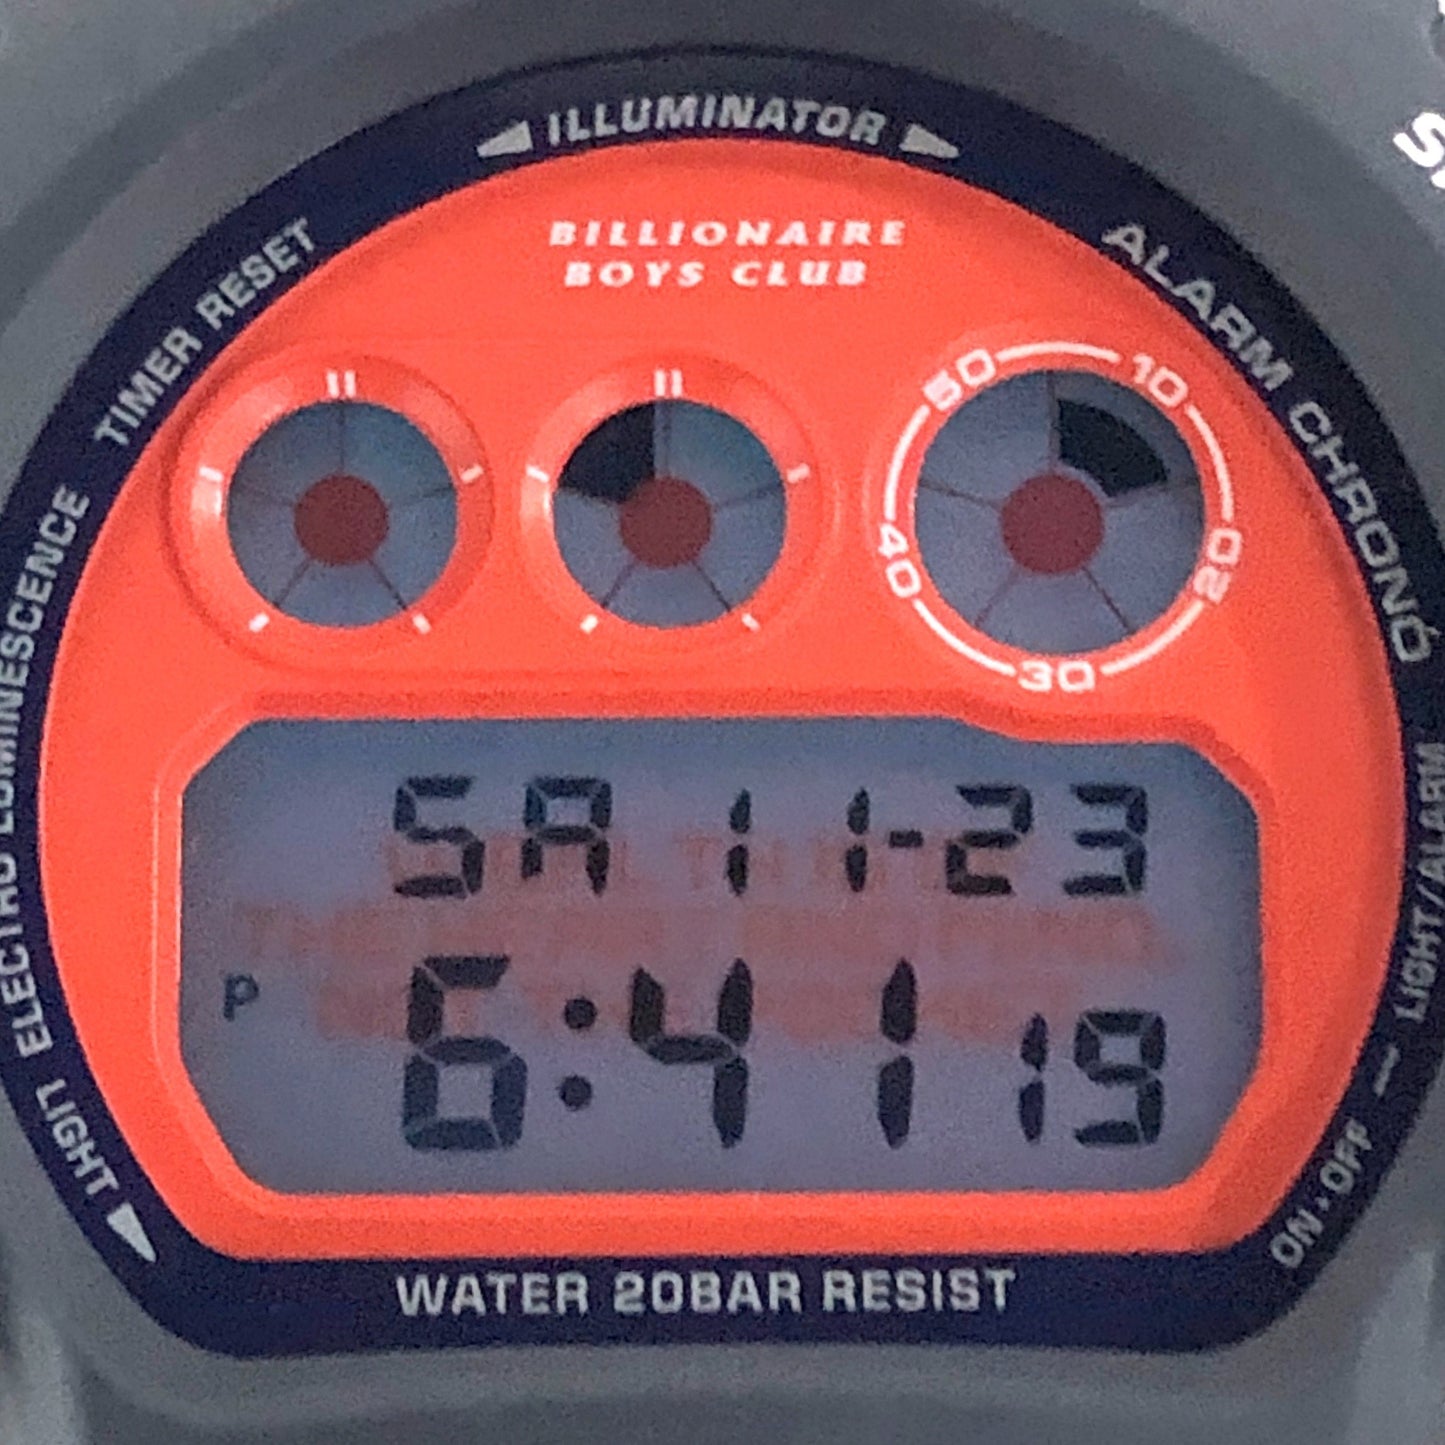 ILLUMINATOR
BILLIONAIRE
BOYS CLUB
TIMER RESET
ALARM CHRONO
ELECTRO LUMINESCENCE
50 10
40 20
30
SA 11-23
P 6:41 19
LIGHT
LIGHT/ALARM
ON•OFF
WATER 20BAR RESIST